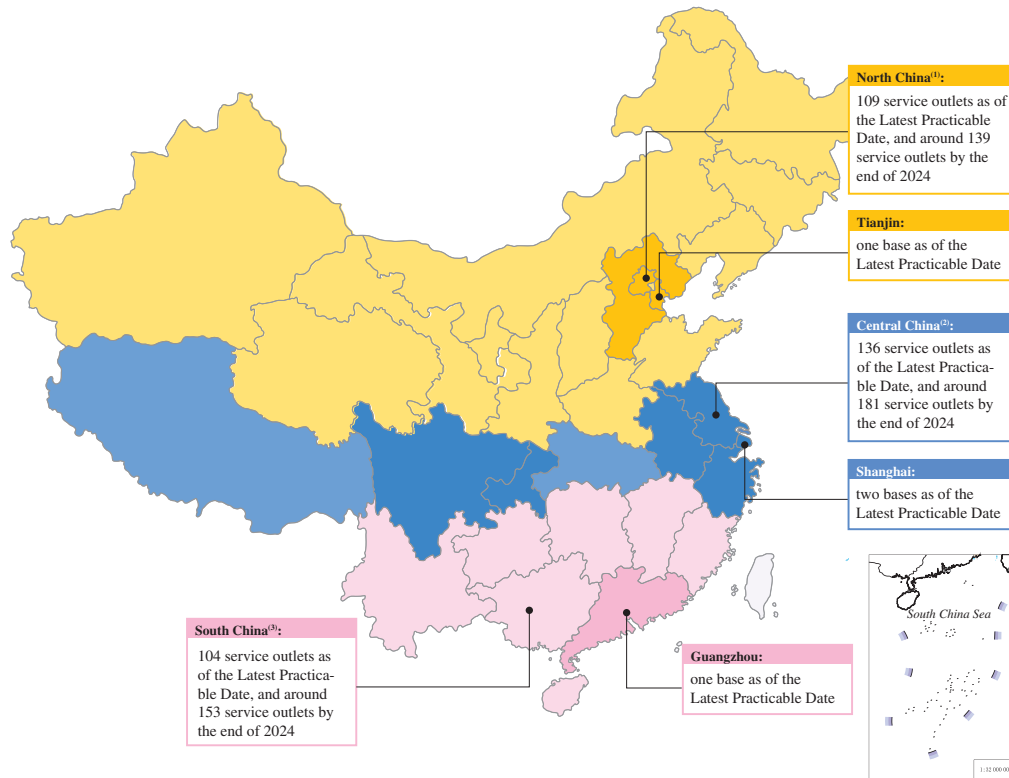 North China(1):
109 service outlets as of
the Latest Practicable
Date, and around 139
service outlets by the
end of 2024
Tianjin:
one base as of the
Latest Practicable Date
Central China(2):
136 service outlets as
of the Latest Practica-
ble Date, and around
181 service outlets by
the end of 2024
Shanghai:
two bases as of the
Latest Practicable Date
South China(3):
104 service outlets as
of the Latest Practica-
ble Date, and around
153 service outlets by
the end of 2024
Guangzhou:
one base as of the
Latest Practicable Date
South China Sea
1:32 000 00